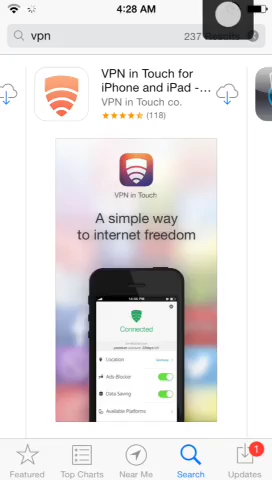 4:28 AM
vpn
237 Results
VPN in Touch for
iPhone and iPad -...
VPN in Touch co.
(118)
VPN in Touch
A simple way
to internet freedom
Connected
Location
Ads Blocker
Data Saving
Available Platforms
1
Featured
Top Charts
Near Me
Search
Updates